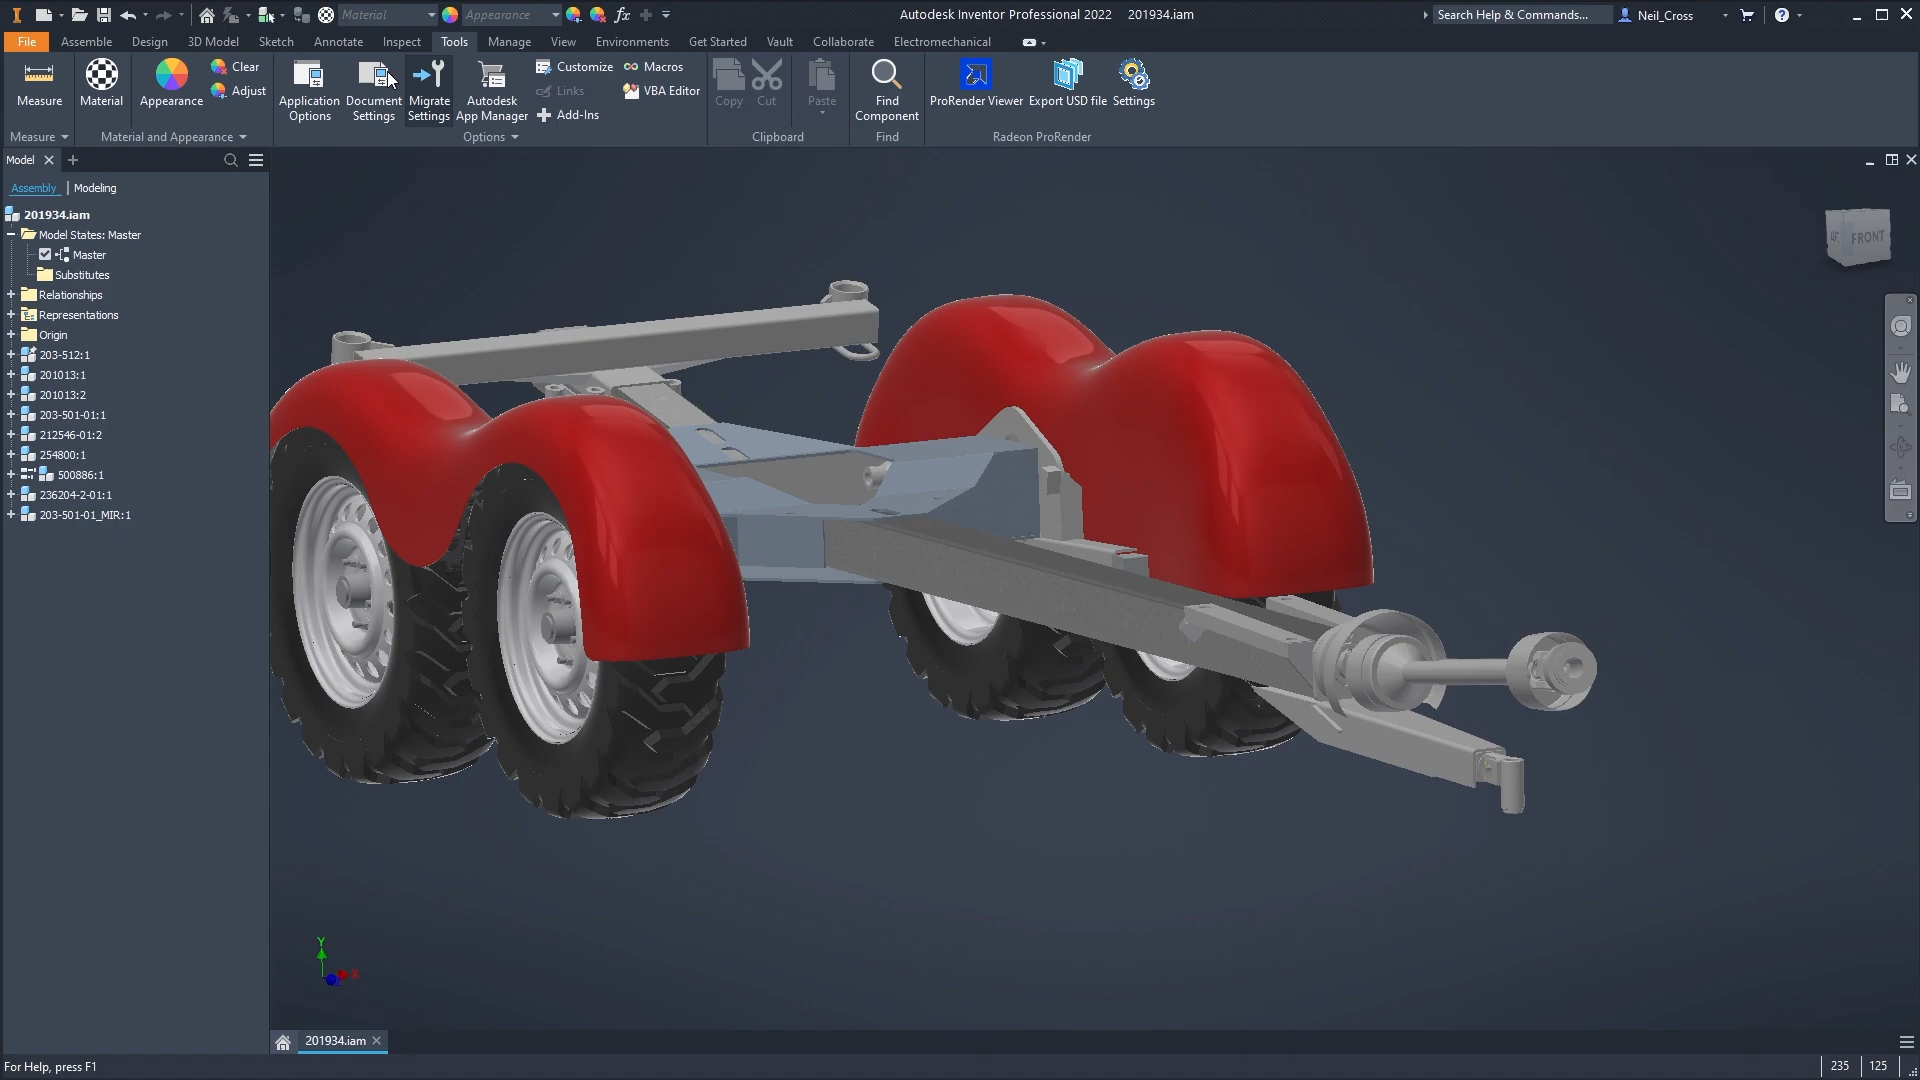 Material
Appearance
fx
Autodesk Inventor Professional 2022 201934.iam
Search Help & Commands...
Neil_Cross
File Assemble Design 3D Model Sketch Annotate Inspect Tools Manage View Environments Get Started Vault Collaborate Electromechanical
Measure
Material
Appearance
Clear
Adjust
Application Options
Document Settings
Migrate Settings
Autodesk App Manager
Customize
Links
Add-Ins
Macros
VBA Editor
Copy
Cut
Paste
Find Component
ProRender Viewer
Export USD file
Settings
Measure
Material and Appearance
Options
Clipboard
Find
Radeon ProRender
Model
Assembly | Modeling
201934.iam
Model States: Master
Master
Substitutes
Relationships
Representations
Origin
203-512:1
201013:1
201013:2
203-501-01:1
212546-01:2
254800:1
500886:1
236204-2-01:1
203-501-01_MIR:1
FRONT
Y
X
201934.iam
For Help, press F1
235 125